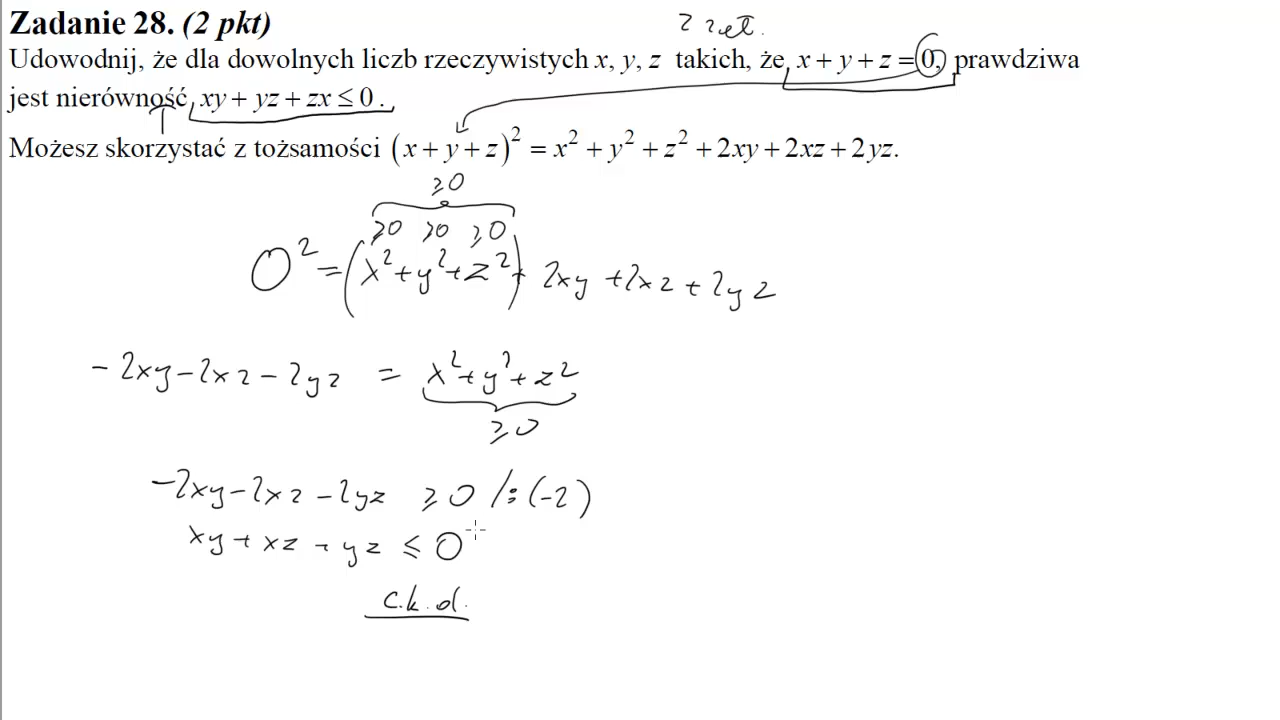 Zadanie 28. (2 pkt)
z zał.
Udowodnij, że dla dowolnych liczb rzeczywistych x, y, z takich, że x + y + z = 0, prawdziwa
jest nierówność xy + yz + zx ≤ 0 .
Możesz skorzystać z tożsamości (x + y + z)² = x² + y² + z² + 2xy + 2xz + 2yz.
≥0
≥0 ≥0 ≥0
0² = (x² + y² + z²) + 2xy + 2xz + 2yz
- 2xy - 2xz - 2yz = x² + y² + z²
≥0
-2xy - 2xz - 2yz ≥ 0 /:(-2)
xy + xz + yz ≤ 0
c.k.d.